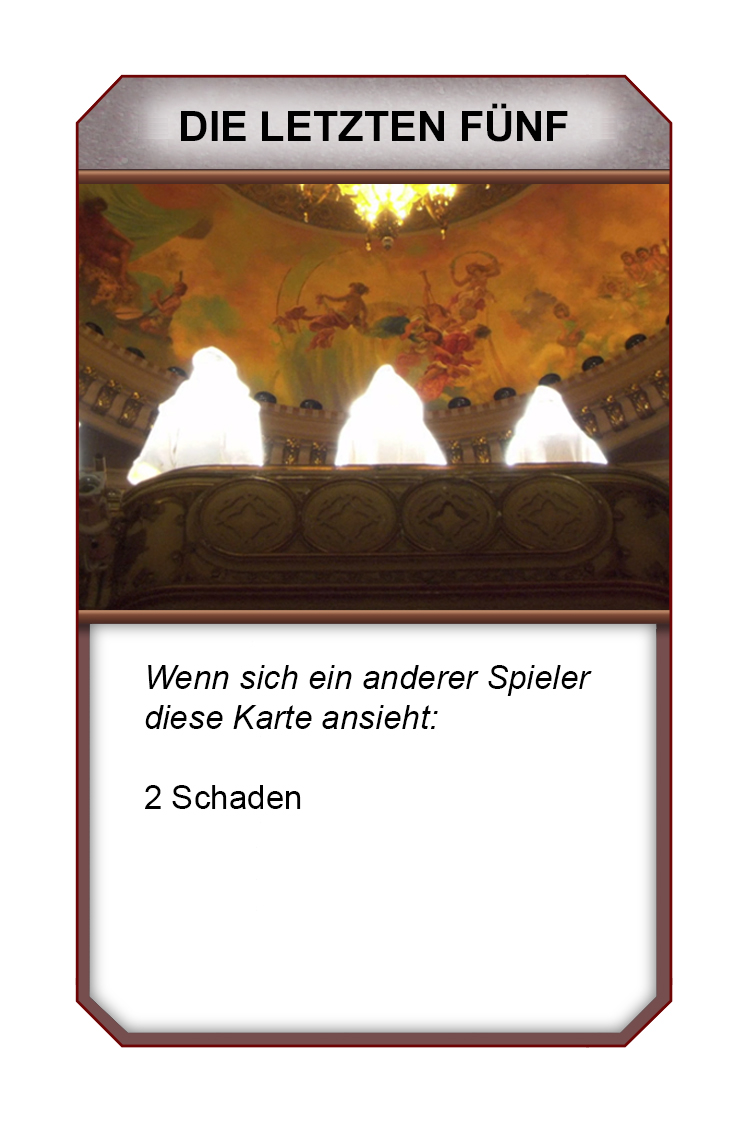 DIE LETZTEN FÜNF
Wenn sich ein anderer Spieler
diese Karte ansieht:
2 Schaden